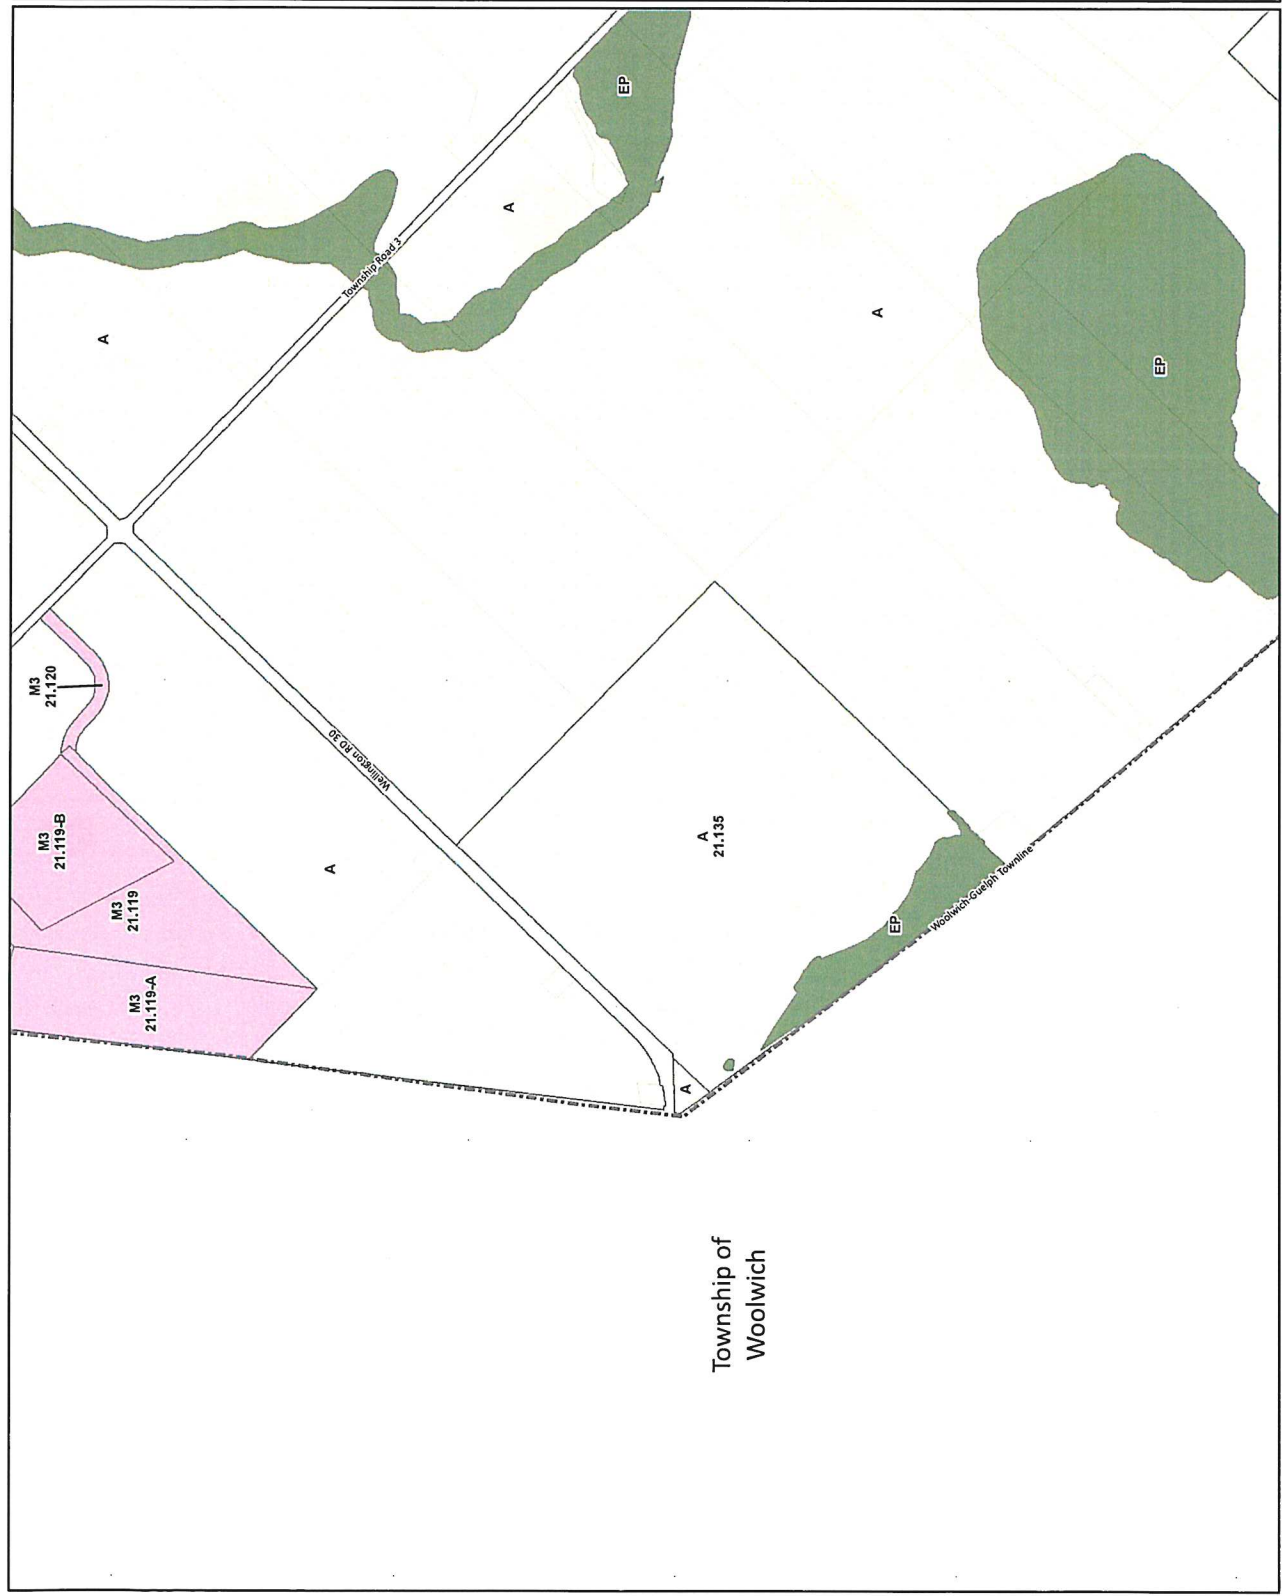 EP
A
Township Road 3
A
A
EP
M3
21.120
Wellington RD 30
M3
21.119-B
A
21.135
A
M3
21.119
EP
Woolwich-Guelph Townline
M3
21.119-A
A
Township of
Woolwich